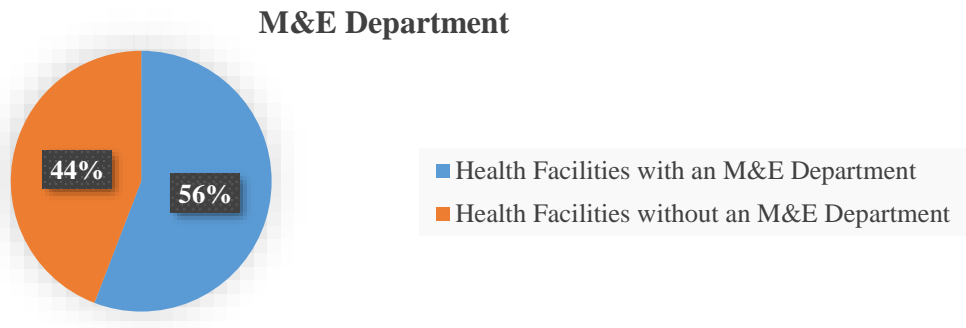 M&E Department
44%
56%
Health Facilities with an M&E Department
Health Facilities without an M&E Department